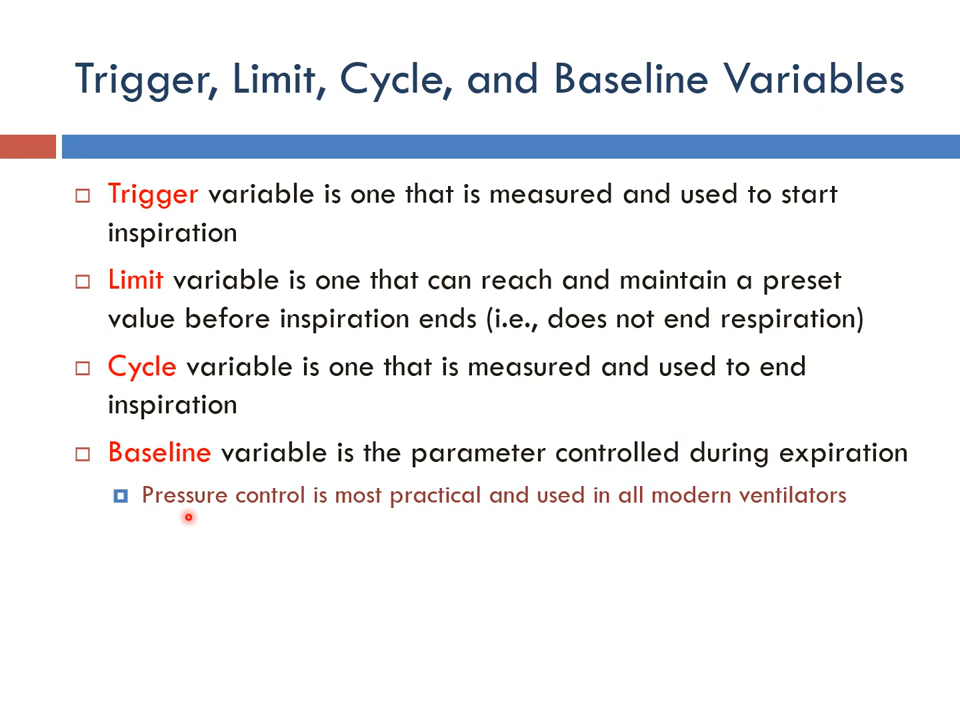 Trigger, Limit, Cycle, and Baseline Variables
Trigger variable is one that is measured and used to start
inspiration
Limit variable is one that can reach and maintain a preset
value before inspiration ends (i.e., does not end respiration)
Cycle variable is one that is measured and used to end
inspiration
Baseline variable is the parameter controlled during expiration
Pressure control is most practical and used in all modern ventilators